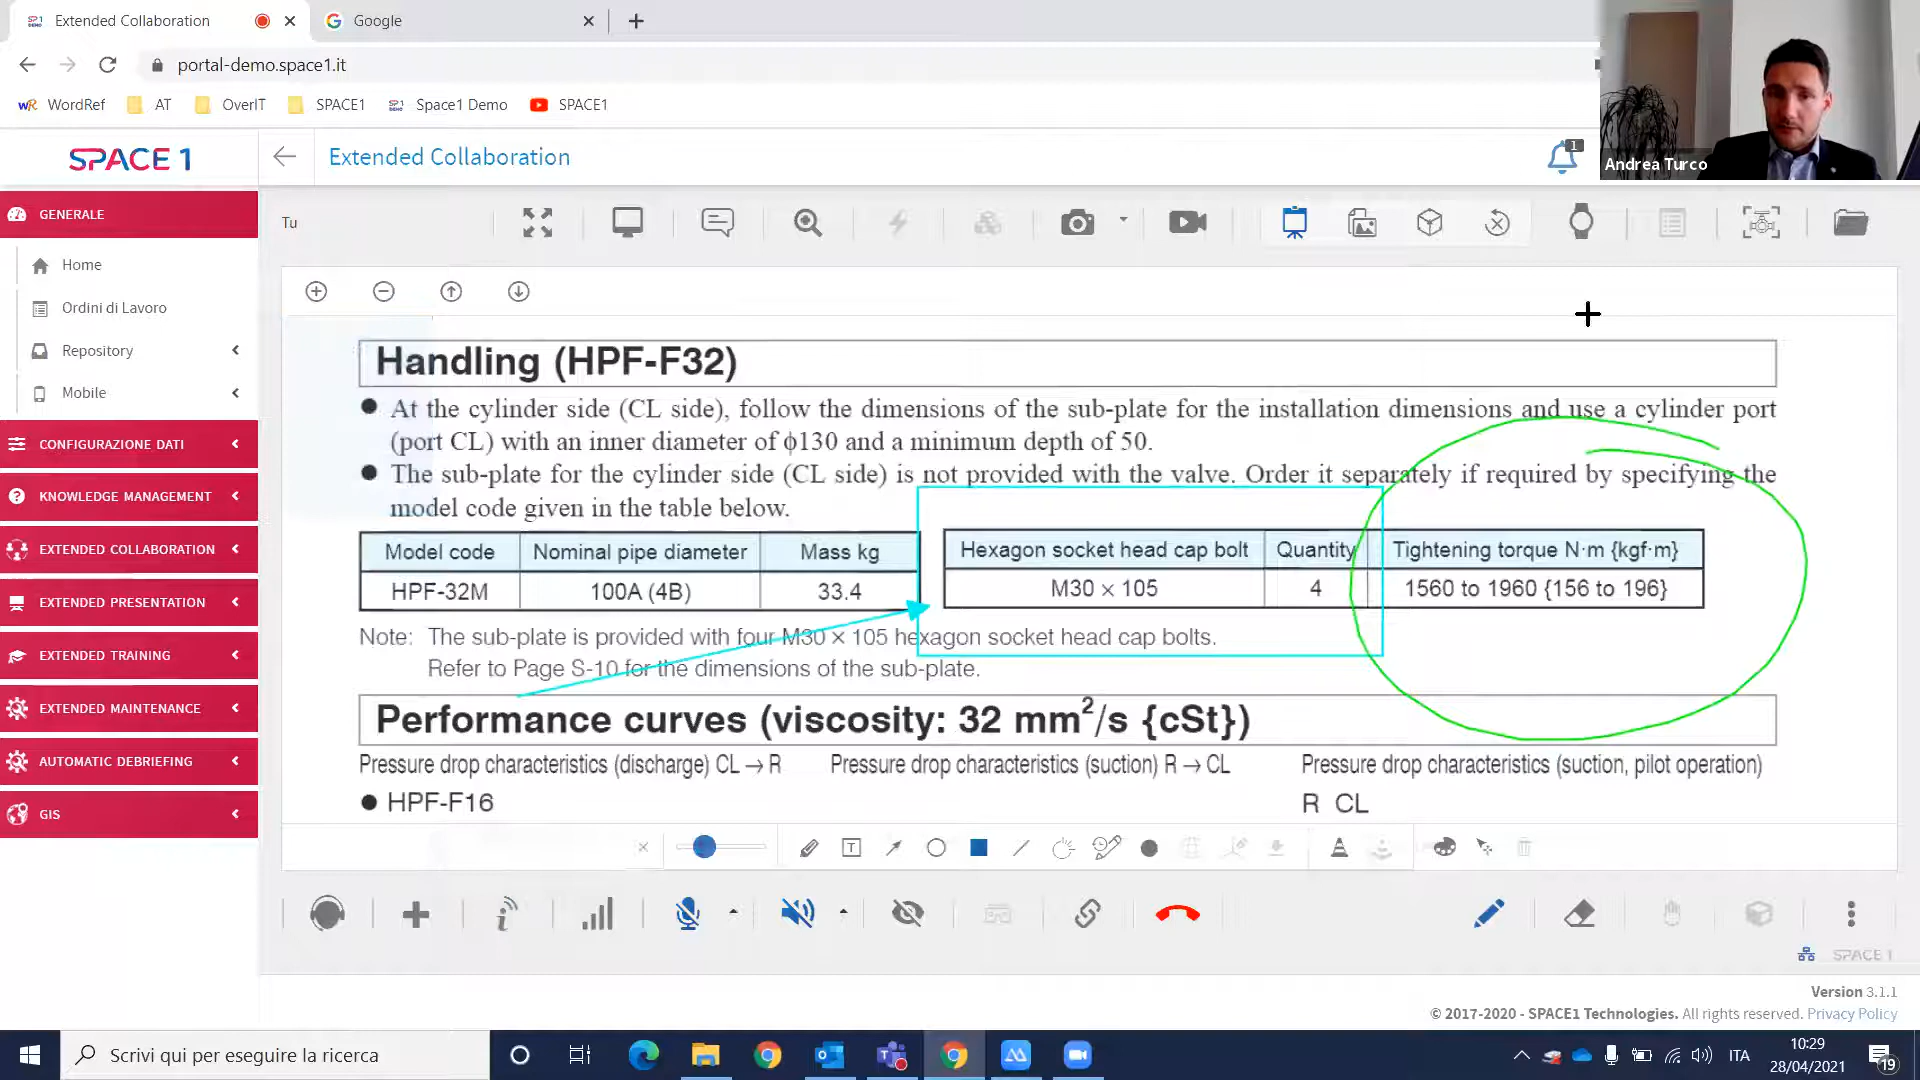 Extended Collaboration
Google
portal-demo.space1.it
wR WordRef AT OverIT SPACE1 Space1 Demo SPACE1
Andrea Turco
SPACE 1
Extended Collaboration
1
GENERALE
Home
Ordini di Lavoro
Repository
Mobile
CONFIGURAZIONE DATI
KNOWLEDGE MANAGEMENT
EXTENDED COLLABORATION
EXTENDED PRESENTATION
EXTENDED TRAINING
EXTENDED MAINTENANCE
AUTOMATIC DEBRIEFING
GIS
Tu
Handling (HPF-F32)
● At the cylinder side (CL side), follow the dimensions of the sub-plate for the installation dimensions and use a cylinder port
(port CL) with an inner diameter of ϕ130 and a minimum depth of 50.
● The sub-plate for the cylinder side (CL side) is not provided with the valve. Order it separately if required by specifying the
model code given in the table below.
Model code Nominal pipe diameter Mass kg
HPF-32M 100A (4B) 33.4
Hexagon socket head cap bolt Quantity Tightening torque N·m {kgf·m}
M30 × 105 4 1560 to 1960 {156 to 196}
Note: The sub-plate is provided with four M30 × 105 hexagon socket head cap bolts.
Refer to Page S-10 for the dimensions of the sub-plate.
Performance curves (viscosity: 32 mm²/s {cSt})
Pressure drop characteristics (discharge) CL → R
Pressure drop characteristics (suction) R → CL
Pressure drop characteristics (suction, pilot operation)
● HPF-F16
R CL
SPACE 1
Version 3.1.1
© 2017-2020 - SPACE1 Technologies. All rights reserved. Privacy Policy
Scrivi qui per eseguire la ricerca
ITA
10:29
28/04/2021
19